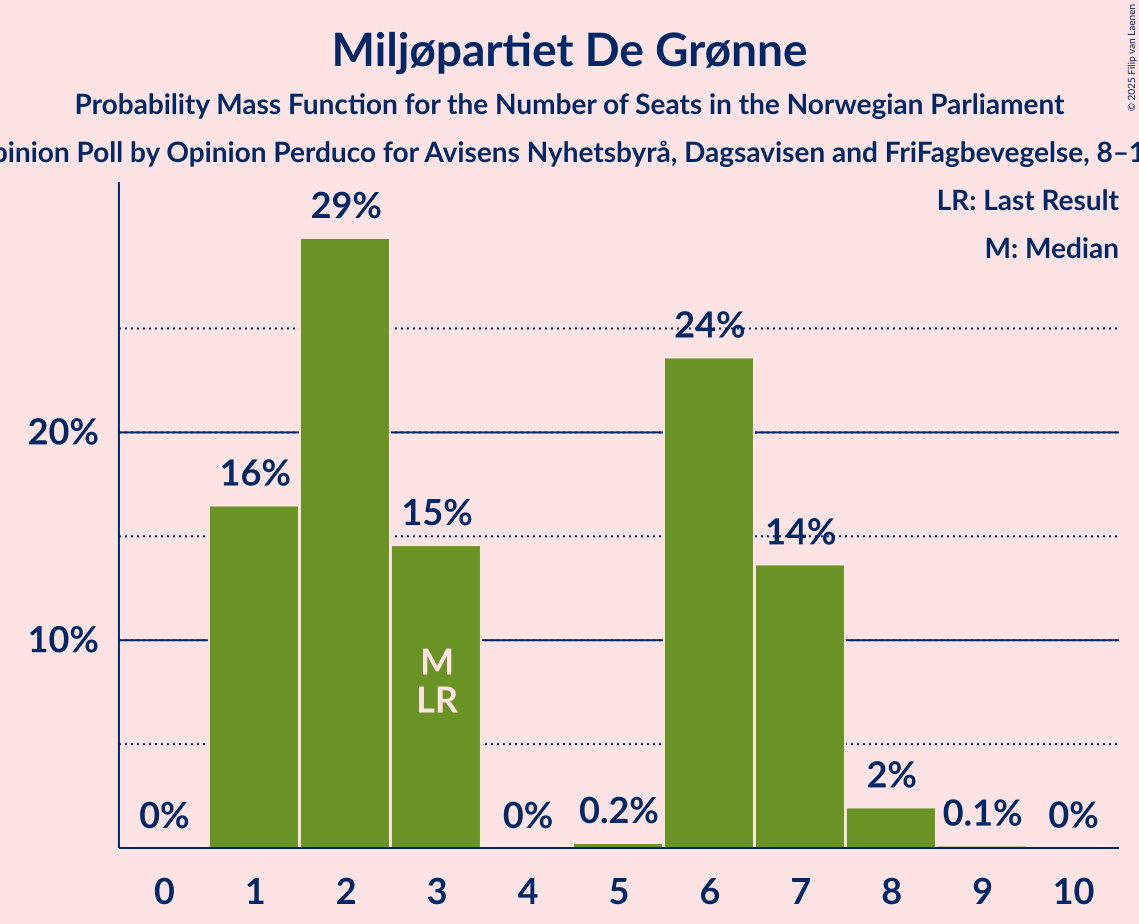 Miljøpartiet De Grønne
Probability Mass Function for the Number of Seats in the Norwegian Parliament
Poll by Opinion Perduco for Avisens Nyhetsbyrå, Dagsavisen and FriFagbevegelse,
© 2025 Filip van Laenen
LR: Last Result
M: Median
29%
24%
20%
16%
15%
14%
10%
M
LR
0%
0%
0.2%
2%
0.1%
0%
0 1 2 3 4 5 6 7 8 9 10